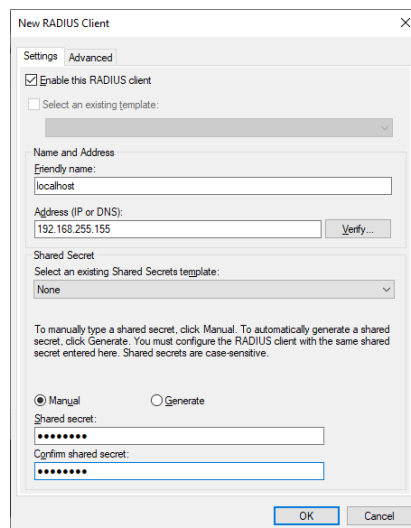 New RADIUS Client
Settings Advanced
Enable this RADIUS client
Select an existing template:
Name and Address
Friendly name:
localhost
Address (IP or DNS):
192.168.255.155 Verify...
Shared Secret
Select an existing Shared Secrets template:
None
To manually type a shared secret, click Manual. To automatically generate a shared
secret, click Generate. You must configure the RADIUS client with the same shared
secret entered here. Shared secrets are case-sensitive.
Manual Generate
Shared secret:
●●●●●●●●
Confirm shared secret:
●●●●●●●●
OK Cancel